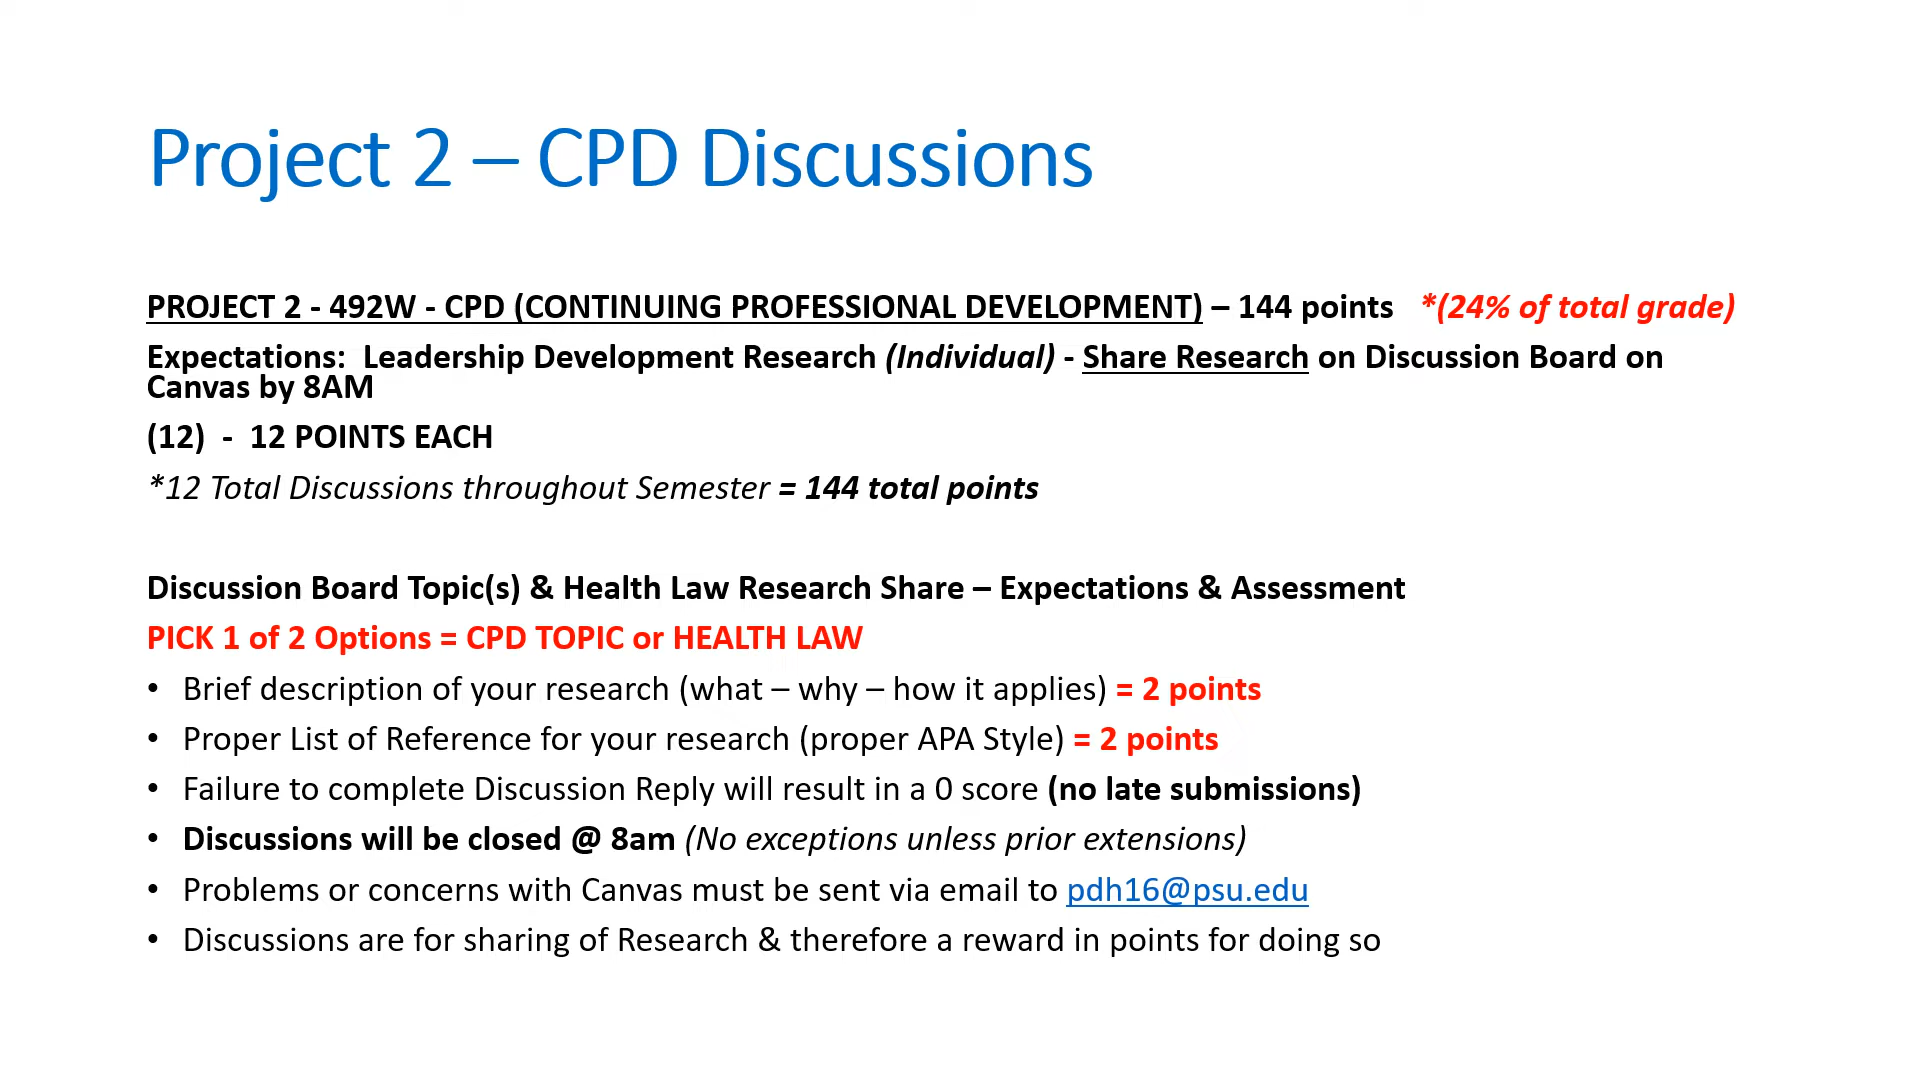 Project 2 – CPD Discussions
PROJECT 2 - 492W - CPD (CONTINUING PROFESSIONAL DEVELOPMENT) – 144 points *(24% of total grade)
Expectations: Leadership Development Research (Individual) - Share Research on Discussion Board on
Canvas by 8AM
(12) - 12 POINTS EACH
*12 Total Discussions throughout Semester = 144 total points
Discussion Board Topic(s) & Health Law Research Share – Expectations & Assessment
PICK 1 of 2 Options = CPD TOPIC or HEALTH LAW
• Brief description of your research (what – why – how it applies) = 2 points
• Proper List of Reference for your research (proper APA Style) = 2 points
• Failure to complete Discussion Reply will result in a 0 score (no late submissions)
• Discussions will be closed @ 8am (No exceptions unless prior extensions)
• Problems or concerns with Canvas must be sent via email to pdh16@psu.edu
• Discussions are for sharing of Research & therefore a reward in points for doing so